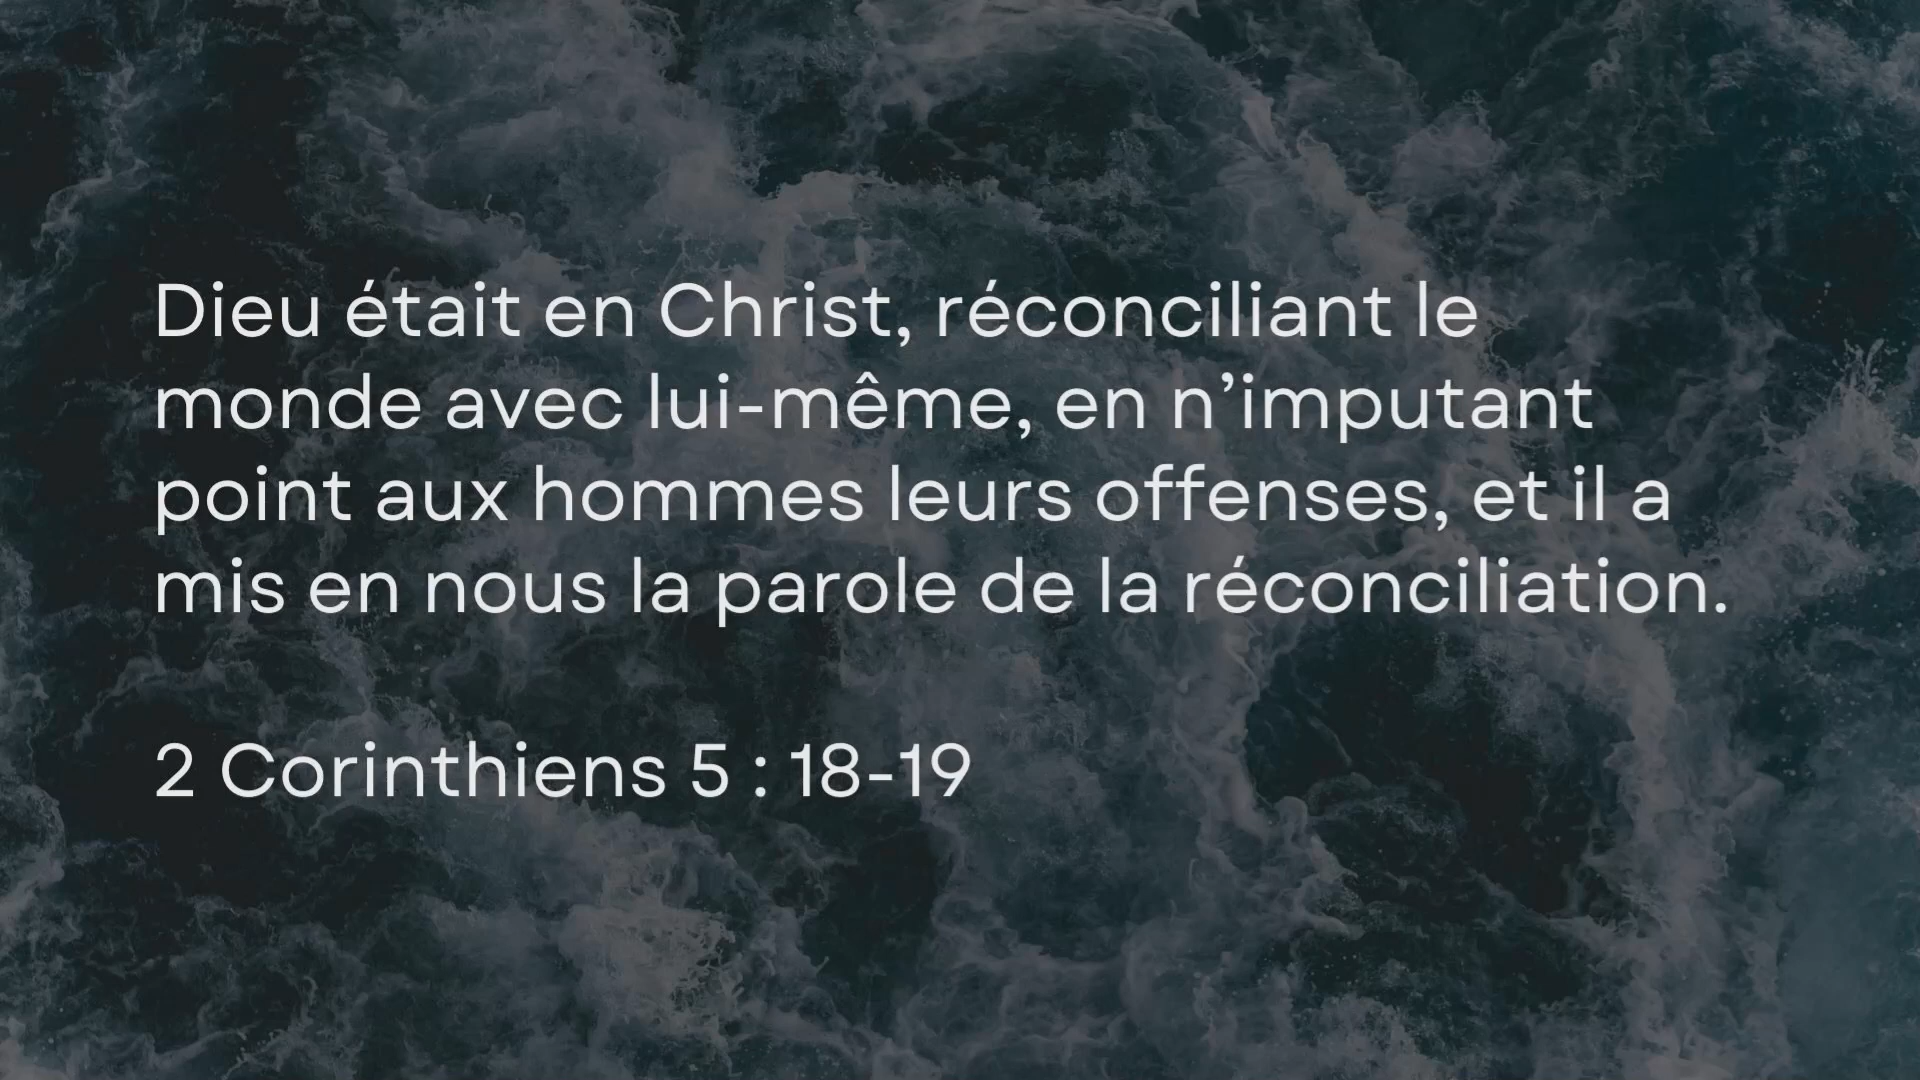 Dieu était en Christ, réconciliant le
monde avec lui-même, en n’imputant
point aux hommes leurs offenses, et il a
mis en nous la parole de la réconciliation.
2 Corinthiens 5 : 18-19